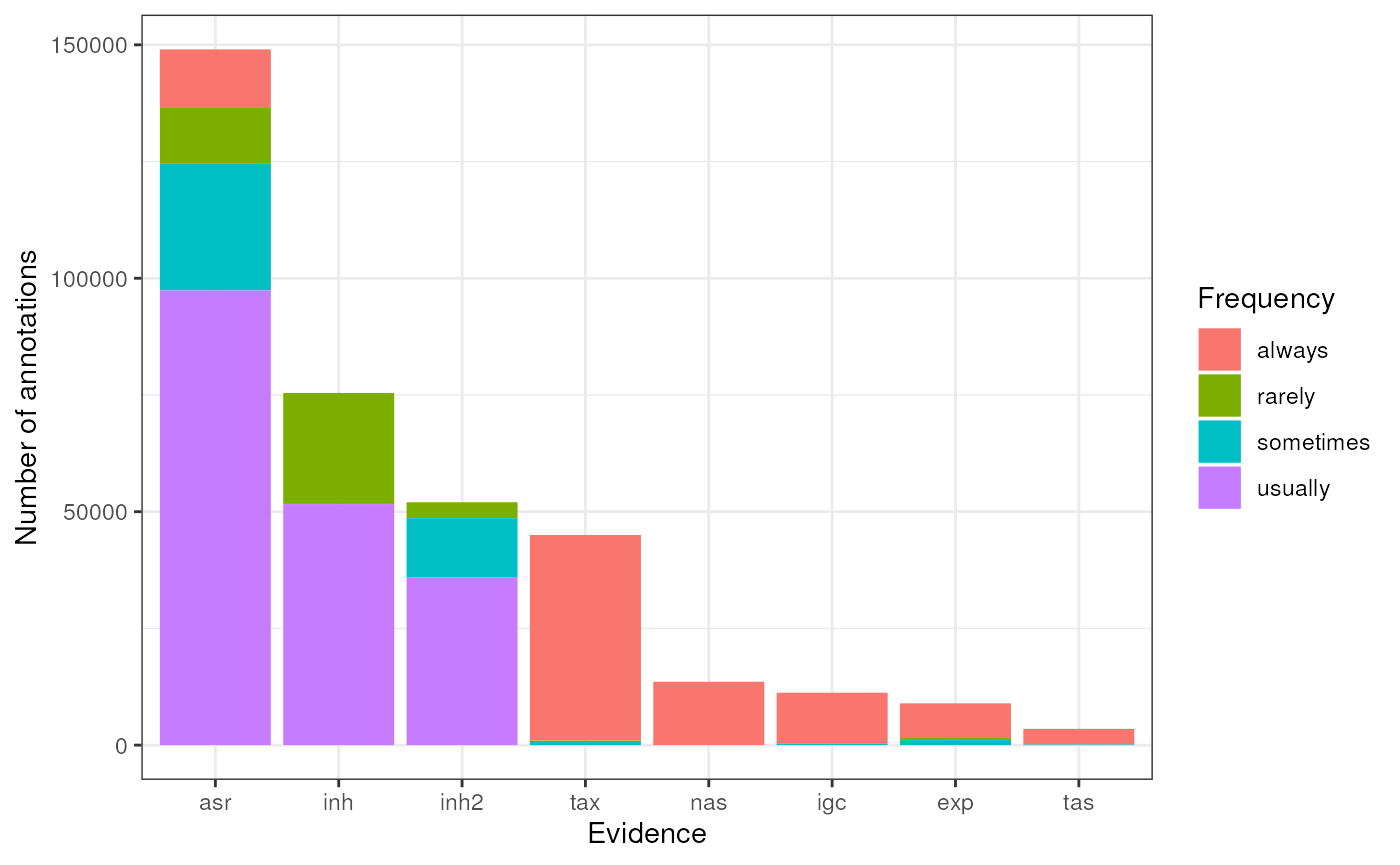 Number of annotations
150000
100000
50000
0
asr inh inh2 tax nas igc exp tas
Evidence
Frequency
always
rarely
sometimes
usually